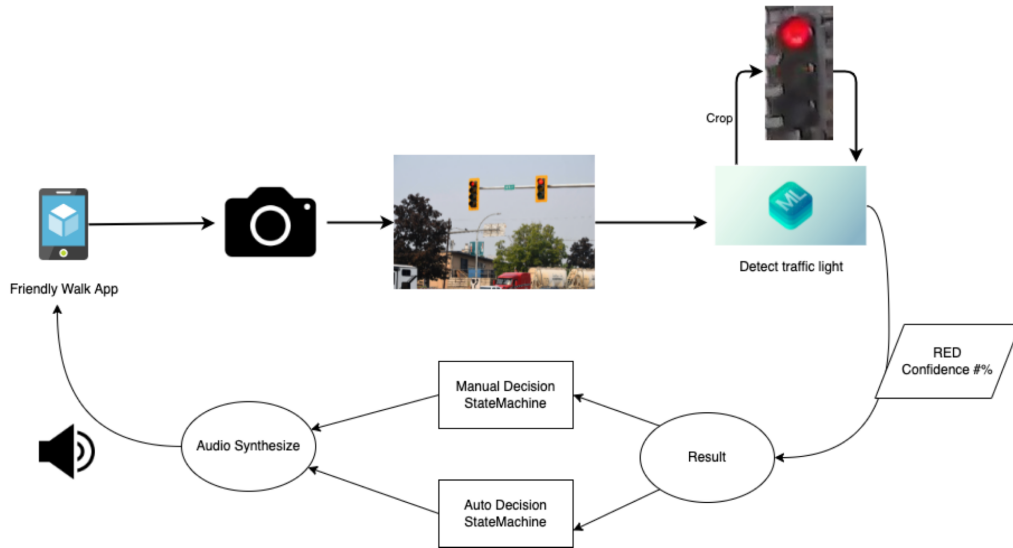 Crop
ML
Detect traffic light
Friendly Walk App
RED
Confidence #%
Manual Decision
StateMachine
Audio Synthesize
Result
Auto Decision
StateMachine